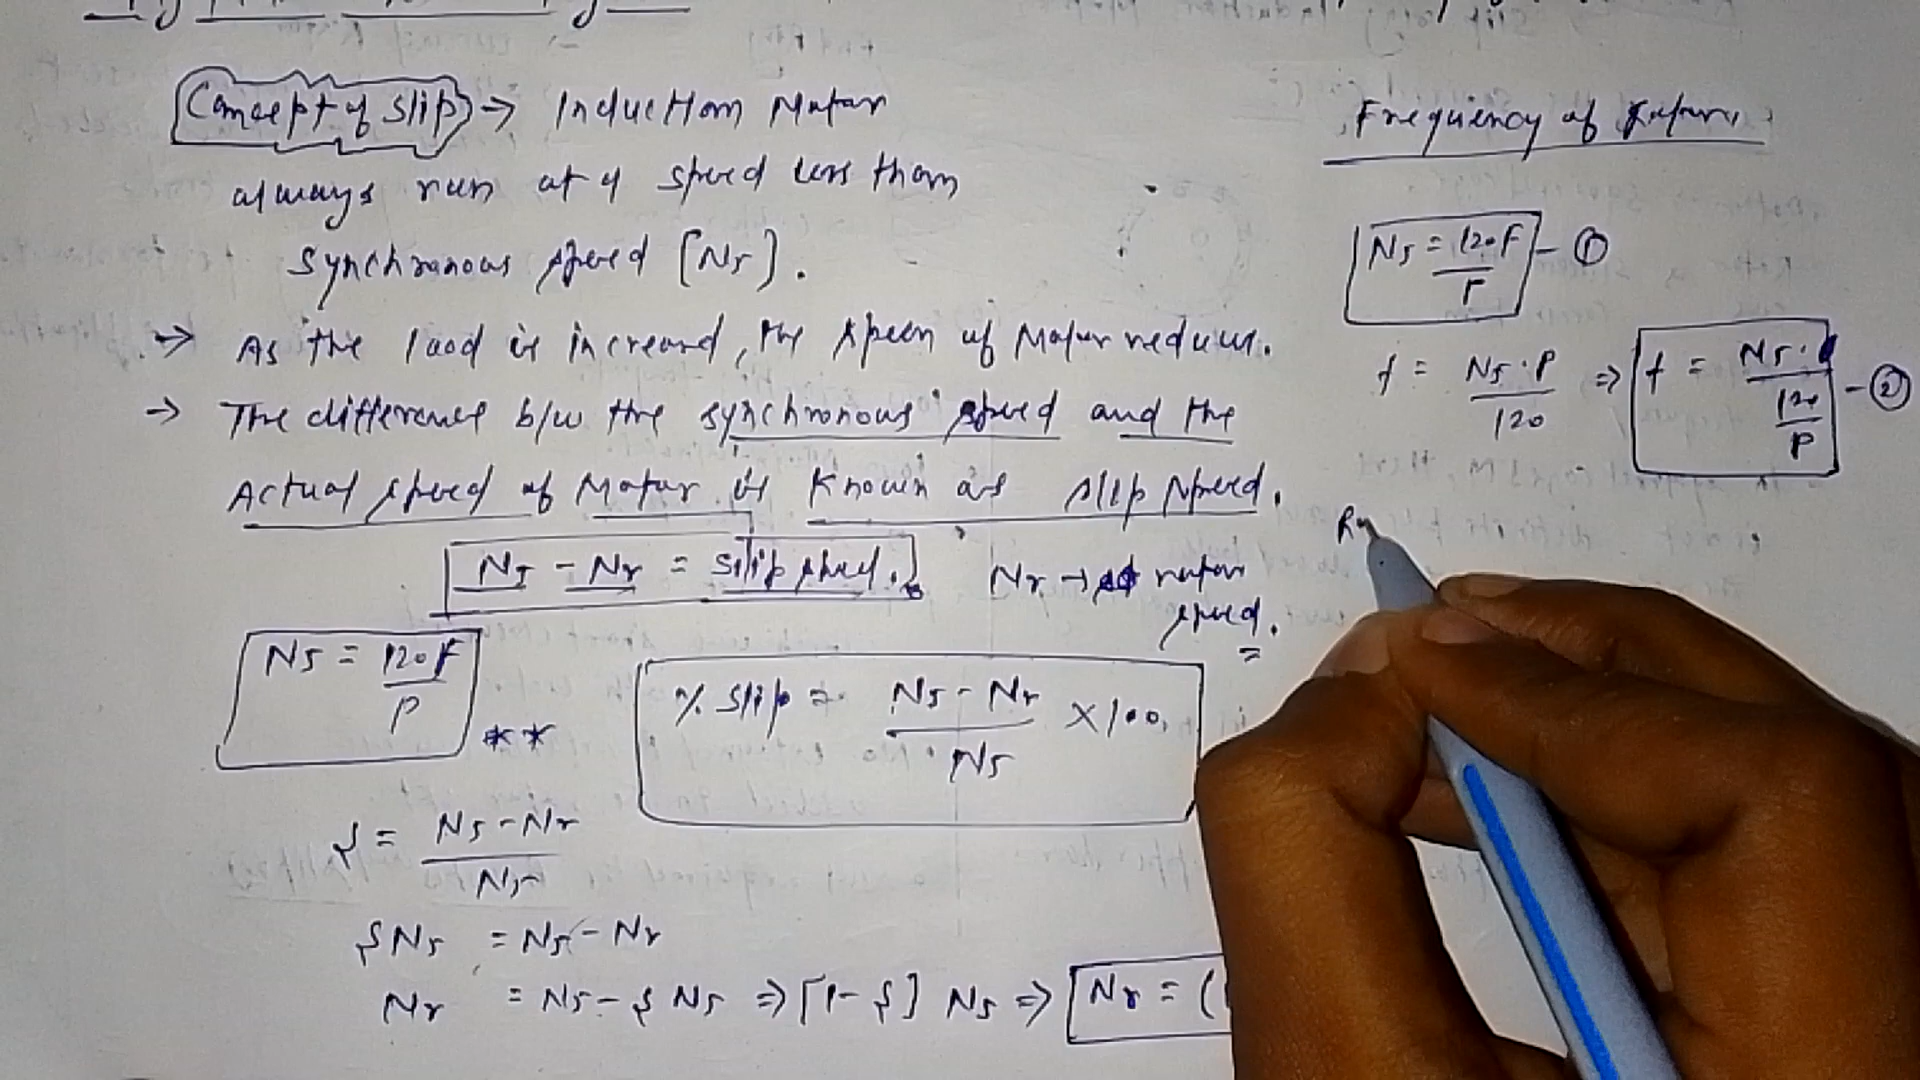 Concept of slip → Induction Motor
always run at a speed less than
synchronous speed [Ns].
→ As the load is increased, the speed of Motor reduces.
→ The difference b/w the synchronous speed and the
Actual speed of Motor is known as slip speed.
Ns - Nr = slip speed.
Nr → rotor
speed.
Ns = 120F
P
**
% slip = Ns - Nr × 100
Ns
s = Ns - Nr
Ns
sNs = Ns - Nr
Nr = Ns - s Ns ⇒ [1 - s] Ns ⇒ Nr = (
Frequency of rotor,
Ns = 120F - ①
P
f = Ns . P ⇒ f = Ns . - ②
120
120
P